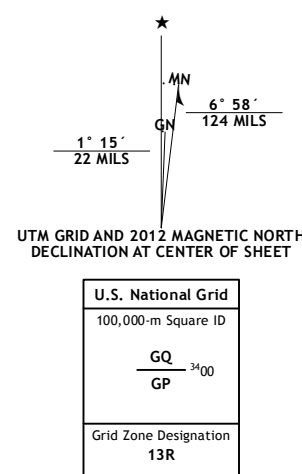 ★
MN
GN
6° 58´
124 MILS
1° 15´
22 MILS
UTM GRID AND 2012 MAGNETIC NORTH
DECLINATION AT CENTER OF SHEET
U.S. National Grid
100,000-m Square ID
GQ
3400
GP
Grid Zone Designation
13R